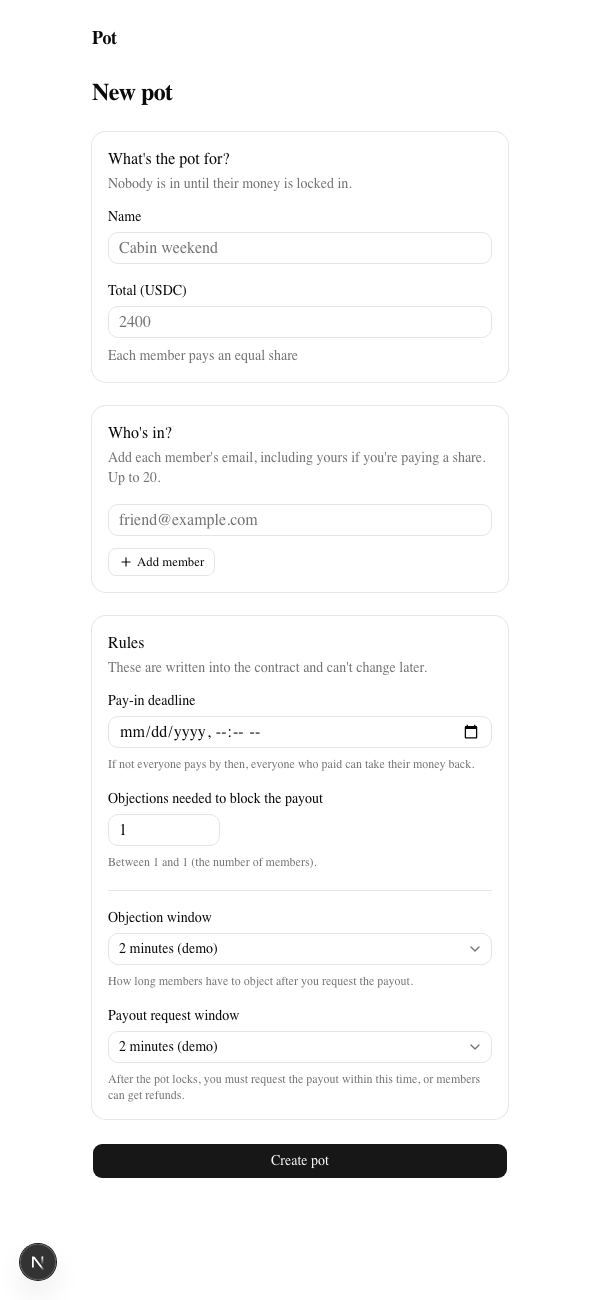 Pot
New pot
What's the pot for?
Nobody is in until their money is locked in.
Name
Cabin weekend
Total (USDC)
2400
Each member pays an equal share
Who's in?
Add each member's email, including yours if you're paying a share.
Up to 20.
friend@example.com
+ Add member
Rules
These are written into the contract and can't change later.
Pay-in deadline
mm/dd/yyyy, --:-- --
If not everyone pays by then, everyone who paid can take their money back.
Objections needed to block the payout
1
Between 1 and 1 (the number of members).
Objection window
2 minutes (demo)
How long members have to object after you request the payout.
Payout request window
2 minutes (demo)
After the pot locks, you must request the payout within this time, or members
can get refunds.
Create pot
N